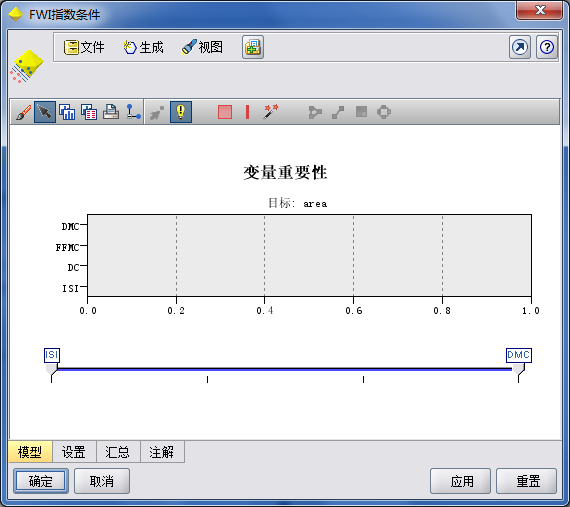 FWI指数条件
文件 生成 视图
变量重要性
目标: area
DMC
FFMC
DC
ISI
0.0 0.2 0.4 0.6 0.8 1.0
ISI DMC
模型 设置 汇总 注解
确定 取消 应用 重置